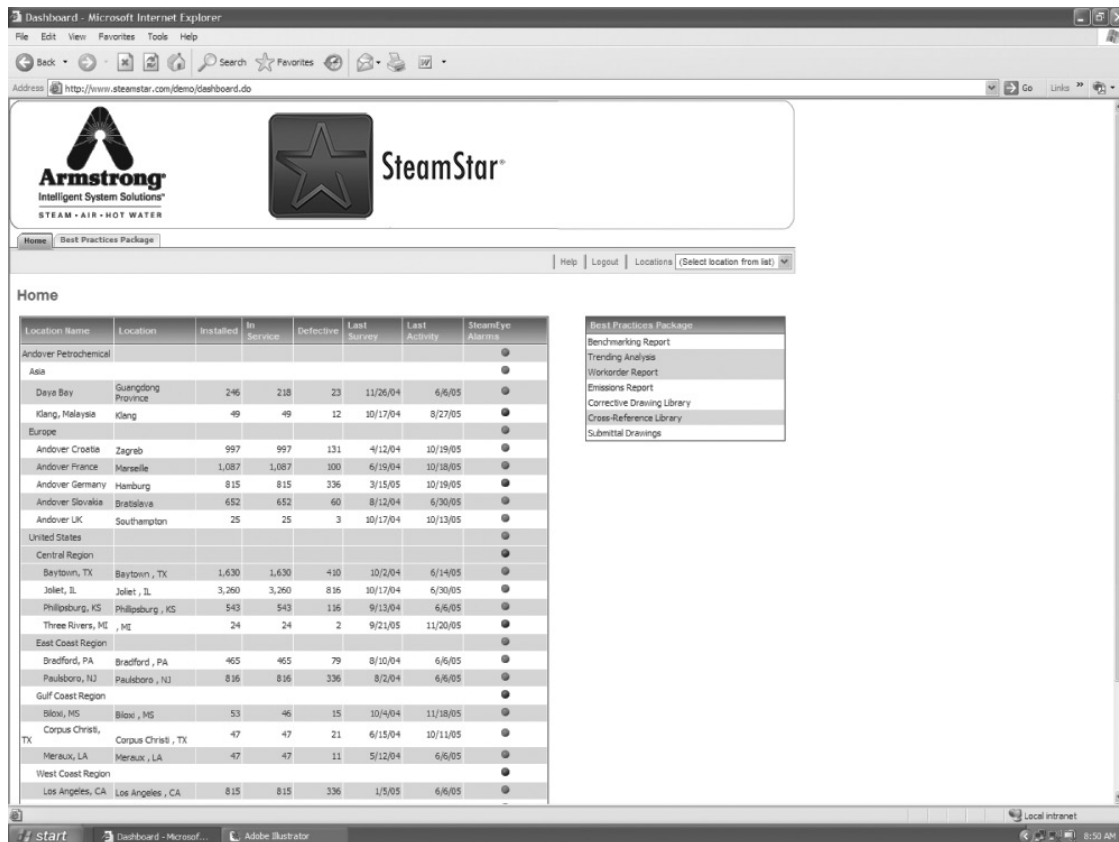 Dashboard - Microsoft Internet Explorer
File Edit View Favorites Tools Help
Back Search Favorites
Address http://www.steamstar.com/demo/dashboard.do Go Links »
Armstrong®
Intelligent System Solutions™
STEAM • AIR • HOT WATER
SteamStar®
Home Best Practices Package
Help Logout Locations (Select location from list)
Home
Location Name Location Installed In Service Defective Last Survey Last Activity SteamEye Alarms
Andover Petrochemical
Asia
Daya Bay Guangdong Province 246 218 23 11/26/04 6/6/05
Klang, Malaysia Klang 49 49 12 10/17/04 8/27/05
Europe
Andover Croatia Zagreb 997 997 131 4/12/04 10/19/05
Andover France Marseille 1,087 1,087 100 6/19/04 10/18/05
Andover Germany Hamburg 815 815 336 3/15/05 10/19/05
Andover Slovakia Bratislava 652 652 60 8/12/04 6/30/05
Andover UK Southampton 25 25 3 10/17/04 10/13/05
United States
Central Region
Baytown, TX Baytown , TX 1,630 1,630 410 10/2/04 6/14/05
Joliet, IL Joliet , IL 3,260 3,260 816 10/17/04 6/30/05
Philipsburg, KS Philipsburg , KS 543 543 116 9/13/04 6/6/05
Three Rivers, MI , MI 24 24 2 9/21/05 11/20/05
East Coast Region
Bradford, PA Bradford , PA 465 465 79 8/10/04 6/6/05
Paulsboro, NJ Paulsboro , NJ 816 816 336 8/2/04 6/6/05
Gulf Coast Region
Biloxi, MS Biloxi , MS 53 46 15 10/4/04 11/18/05
Corpus Christi, TX Corpus Christi , TX 47 47 21 6/15/04 10/11/05
Meraux, LA Meraux , LA 47 47 11 5/12/04 6/6/05
West Coast Region
Los Angeles, CA Los Angeles , CA 815 815 336 1/5/05 6/6/05
Best Practices Package
Benchmarking Report
Trending Analysis
Workorder Report
Emissions Report
Corrective Drawing Library
Cross-Reference Library
Submittal Drawings
Local intranet
start Dashboard - Microsof... Adobe Illustrator 8:50 AM